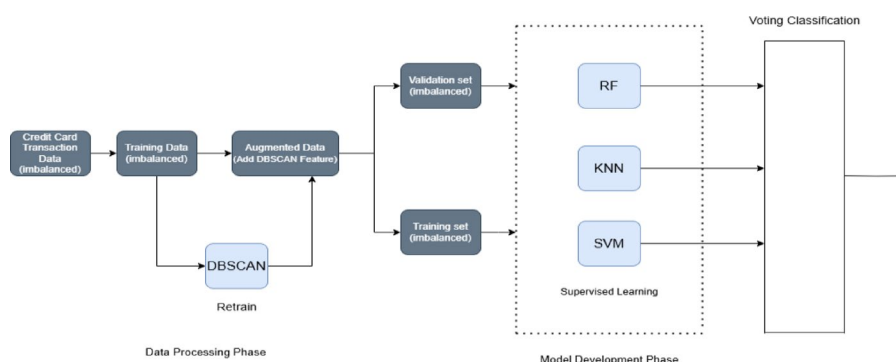 Voting Classification
Validation set
(imbalanced)
RF
Credit Card
Transaction
Data
(imbalanced)
Training Data
(imbalanced)
Augmented Data
(Add DBSCAN Feature)
KNN
Training set
(imbalanced)
SVM
DBSCAN
Retrain
Supervised Learning
Data Processing Phase
Model Development Phase